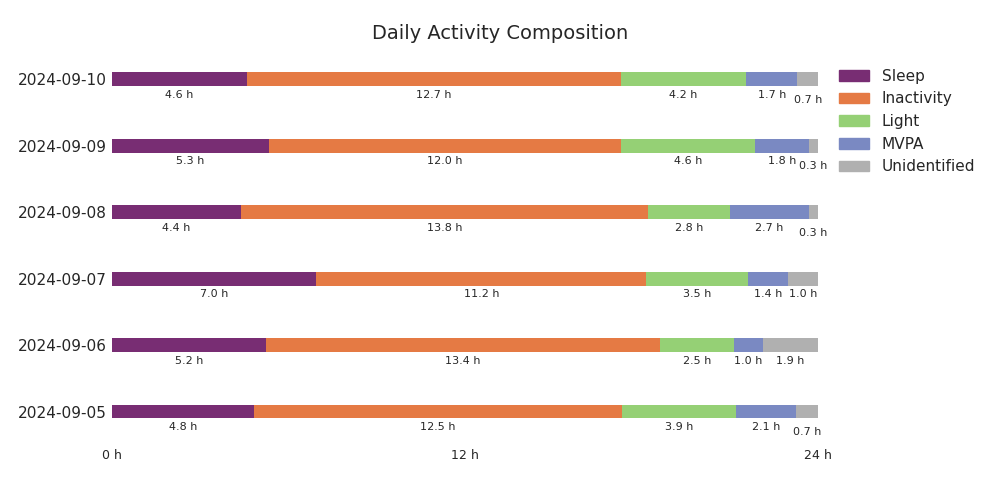 Daily Activity Composition
2024-09-10
4.6 h 12.7 h 4.2 h 1.7 h 0.7 h
2024-09-09
5.3 h 12.0 h 4.6 h 1.8 h 0.3 h
2024-09-08
4.4 h 13.8 h 2.8 h 2.7 h 0.3 h
2024-09-07
7.0 h 11.2 h 3.5 h 1.4 h 1.0 h
2024-09-06
5.2 h 13.4 h 2.5 h 1.0 h 1.9 h
2024-09-05
4.8 h 12.5 h 3.9 h 2.1 h 0.7 h
0 h 12 h 24 h
Sleep
Inactivity
Light
MVPA
Unidentified